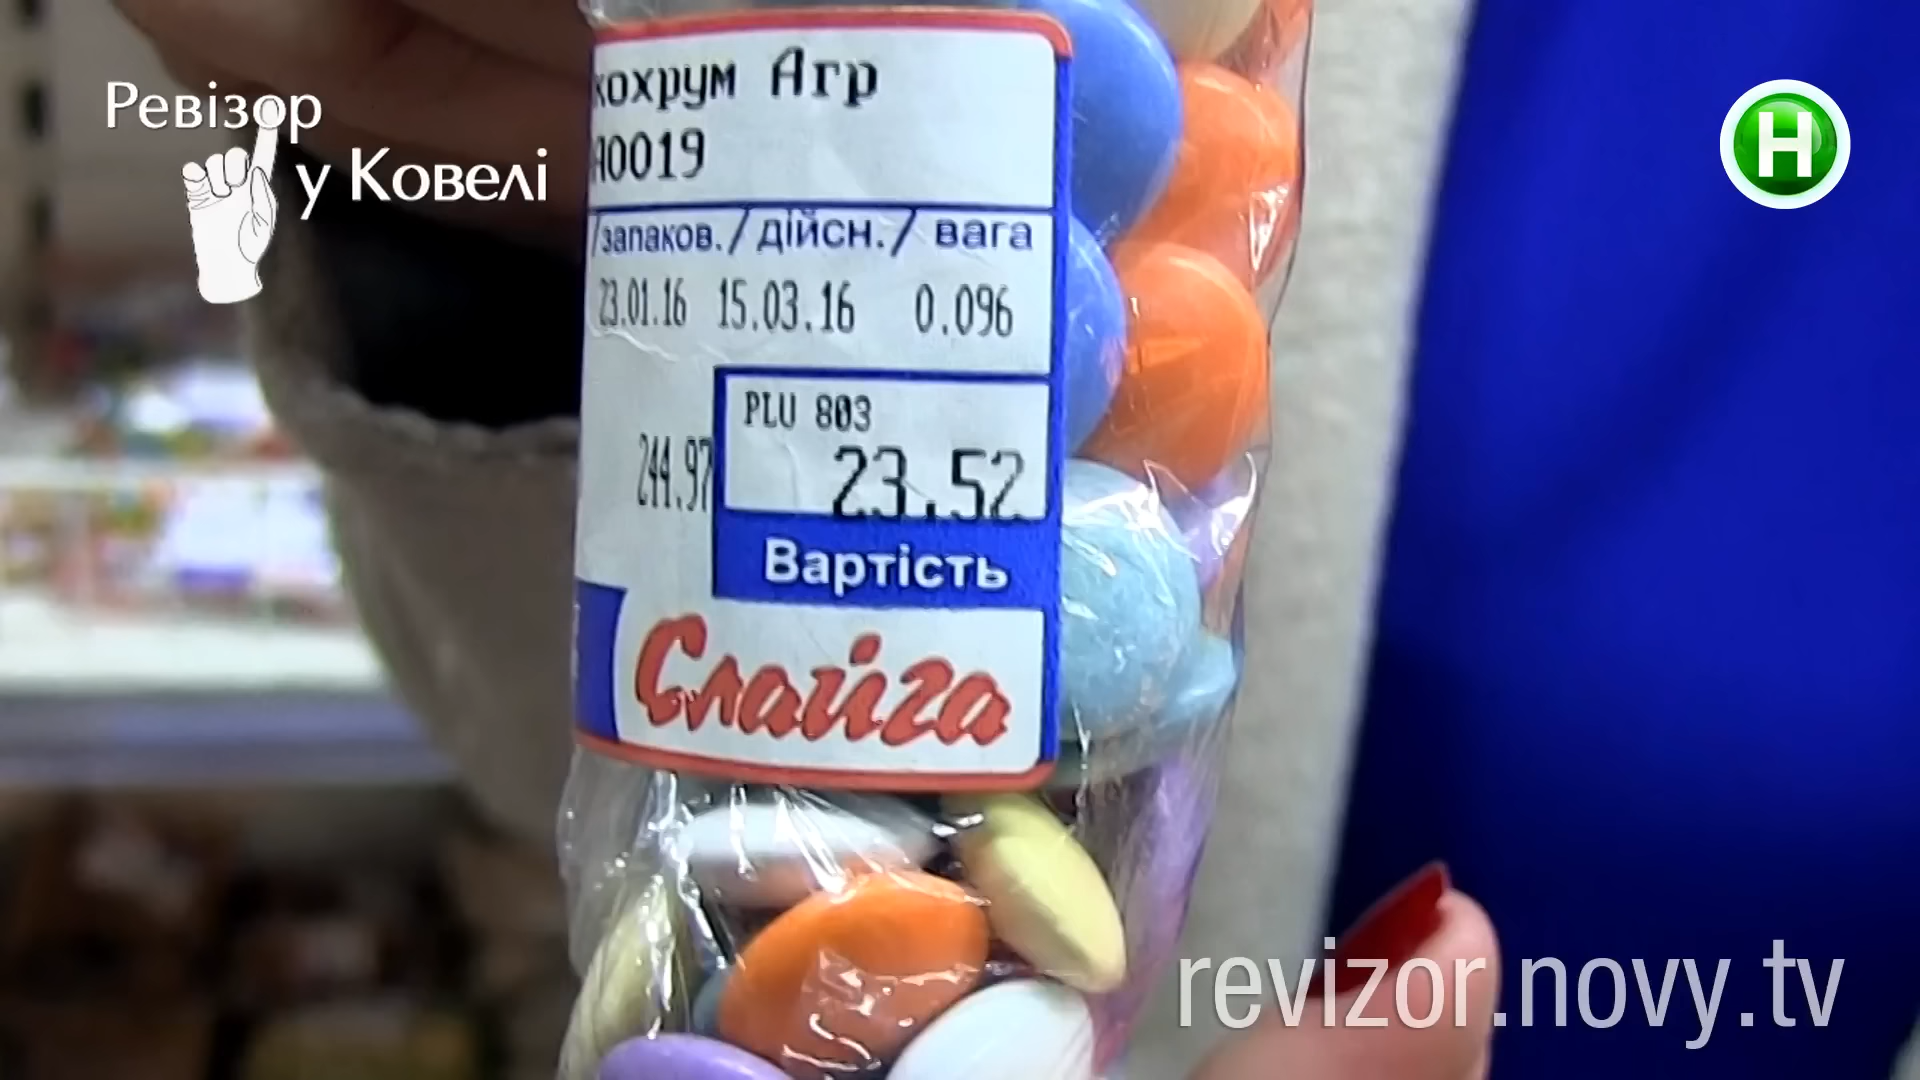 Ревізор
у Ковелі
Н
кохрум Агр
А0019
/запаков./дійсн./ вага
23.01.16 15.03.16 0.096
PLU 803
244.97
23.52
Вартість
Слайга
revizor.novy.tv